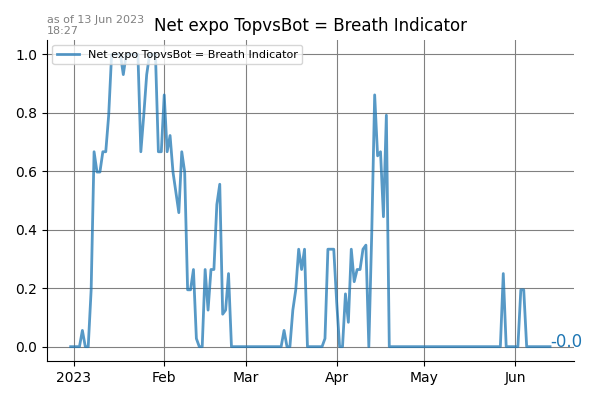 as of 13 Jun 2023
18:27
Net expo TopvsBot = Breath Indicator
Net expo TopvsBot = Breath Indicator
1.0
0.8
0.6
0.4
0.2
0.0
-0.0
2023 Feb Mar Apr May Jun